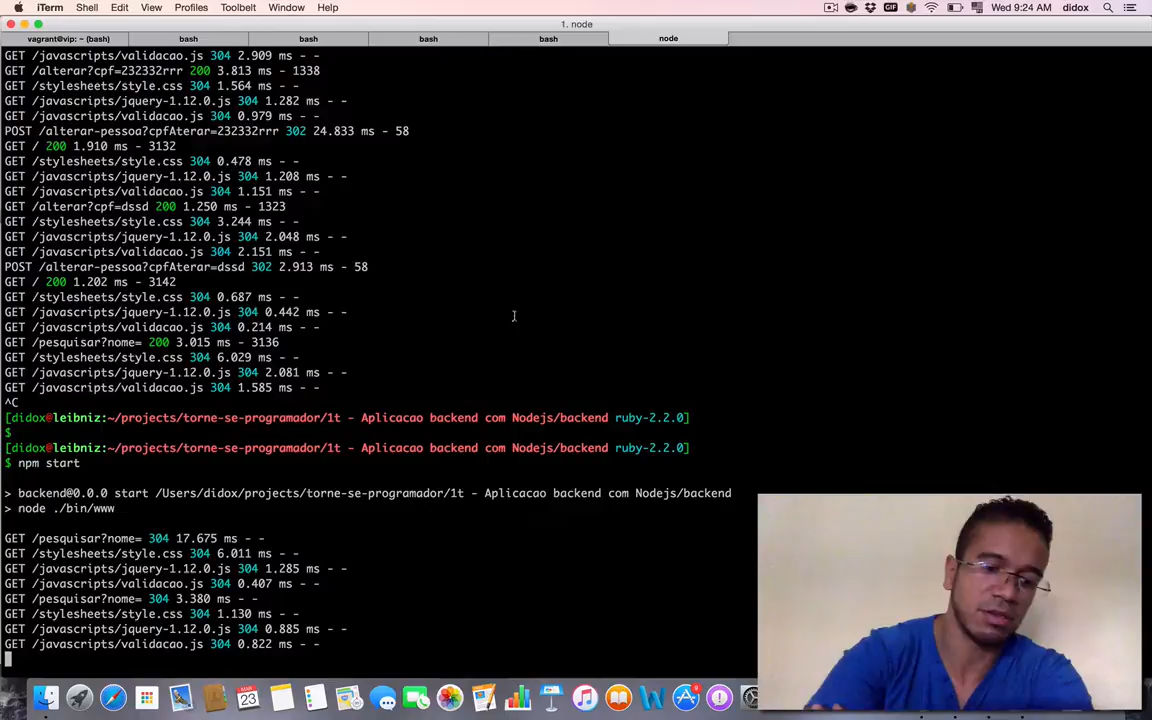 iTerm Shell Edit View Profiles Toolbelt Window Help Wed 9:24 AM didox
1. node
vagrant@vip: ~ (bash) bash bash bash bash node
GET /javascripts/validacao.js 304 2.909 ms - -
GET /alterar?cpf=232332rrr 200 3.813 ms - 1338
GET /stylesheets/style.css 304 1.564 ms - -
GET /javascripts/jquery-1.12.0.js 304 1.282 ms - -
GET /javascripts/validacao.js 304 0.979 ms - -
POST /alterar-pessoa?cpfAterar=232332rrr 302 24.833 ms - 58
GET / 200 1.910 ms - 3132
GET /stylesheets/style.css 304 0.478 ms - -
GET /javascripts/jquery-1.12.0.js 304 1.208 ms - -
GET /javascripts/validacao.js 304 1.151 ms - -
GET /alterar?cpf=dssd 200 1.250 ms - 1323
GET /stylesheets/style.css 304 3.244 ms - -
GET /javascripts/jquery-1.12.0.js 304 2.048 ms - -
GET /javascripts/validacao.js 304 2.151 ms - -
POST /alterar-pessoa?cpfAterar=dssd 302 2.913 ms - 58
GET / 200 1.202 ms - 3142
GET /stylesheets/style.css 304 0.687 ms - -
GET /javascripts/jquery-1.12.0.js 304 0.442 ms - -
GET /javascripts/validacao.js 304 0.214 ms - -
GET /pesquisar?nome= 200 3.015 ms - 3136
GET /stylesheets/style.css 304 6.029 ms - -
GET /javascripts/jquery-1.12.0.js 304 2.081 ms - -
GET /javascripts/validacao.js 304 1.585 ms - -
^C
[didox@leibniz:~/projects/torne-se-programador/1t - Aplicacao backend com Nodejs/backend ruby-2.2.0]
$
[didox@leibniz:~/projects/torne-se-programador/1t - Aplicacao backend com Nodejs/backend ruby-2.2.0]
$ npm start
> backend@0.0.0 start /Users/didox/projects/torne-se-programador/1t - Aplicacao backend com Nodejs/backend
> node ./bin/www
GET /pesquisar?nome= 304 17.675 ms - -
GET /stylesheets/style.css 304 6.011 ms - -
GET /javascripts/jquery-1.12.0.js 304 1.285 ms - -
GET /javascripts/validacao.js 304 0.407 ms - -
GET /pesquisar?nome= 304 3.380 ms - -
GET /stylesheets/style.css 304 1.130 ms - -
GET /javascripts/jquery-1.12.0.js 304 0.885 ms - -
GET /javascripts/validacao.js 304 0.822 ms - -